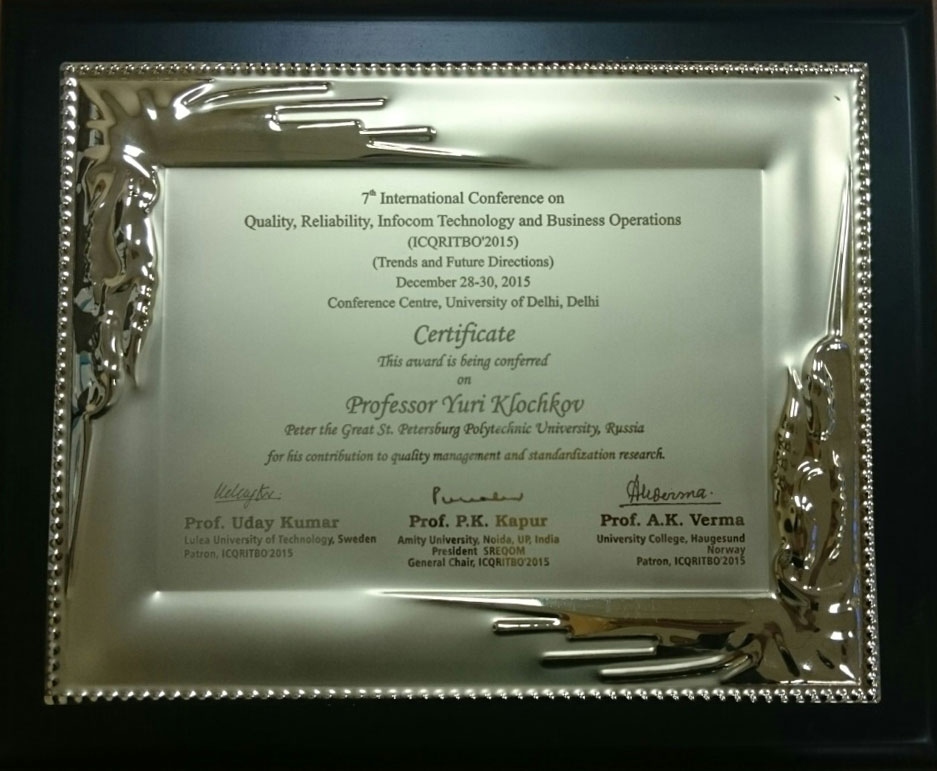 7th International Conference on
Quality, Reliability, Infocom Technology and Business Operations
(ICQRITBO'2015)
(Trends and Future Directions)
December 28-30, 2015
Conference Centre, University of Delhi, Delhi
Certificate
This award is being conferred
on
Professor Yuri Klochkov
Peter the Great St. Petersburg Polytechnic University, Russia
for his contribution to quality management and standardization research.
Prof. Uday Kumar
Lulea University of Technology, Sweden
Patron, ICQRITBO'2015
Prof. P.K. Kapur
Amity University, Noida, UP, India
President SREQOM
General Chair, ICQRITBO'2015
Prof. A.K. Verma
University College, Haugesund
Norway
Patron, ICQRITBO'2015